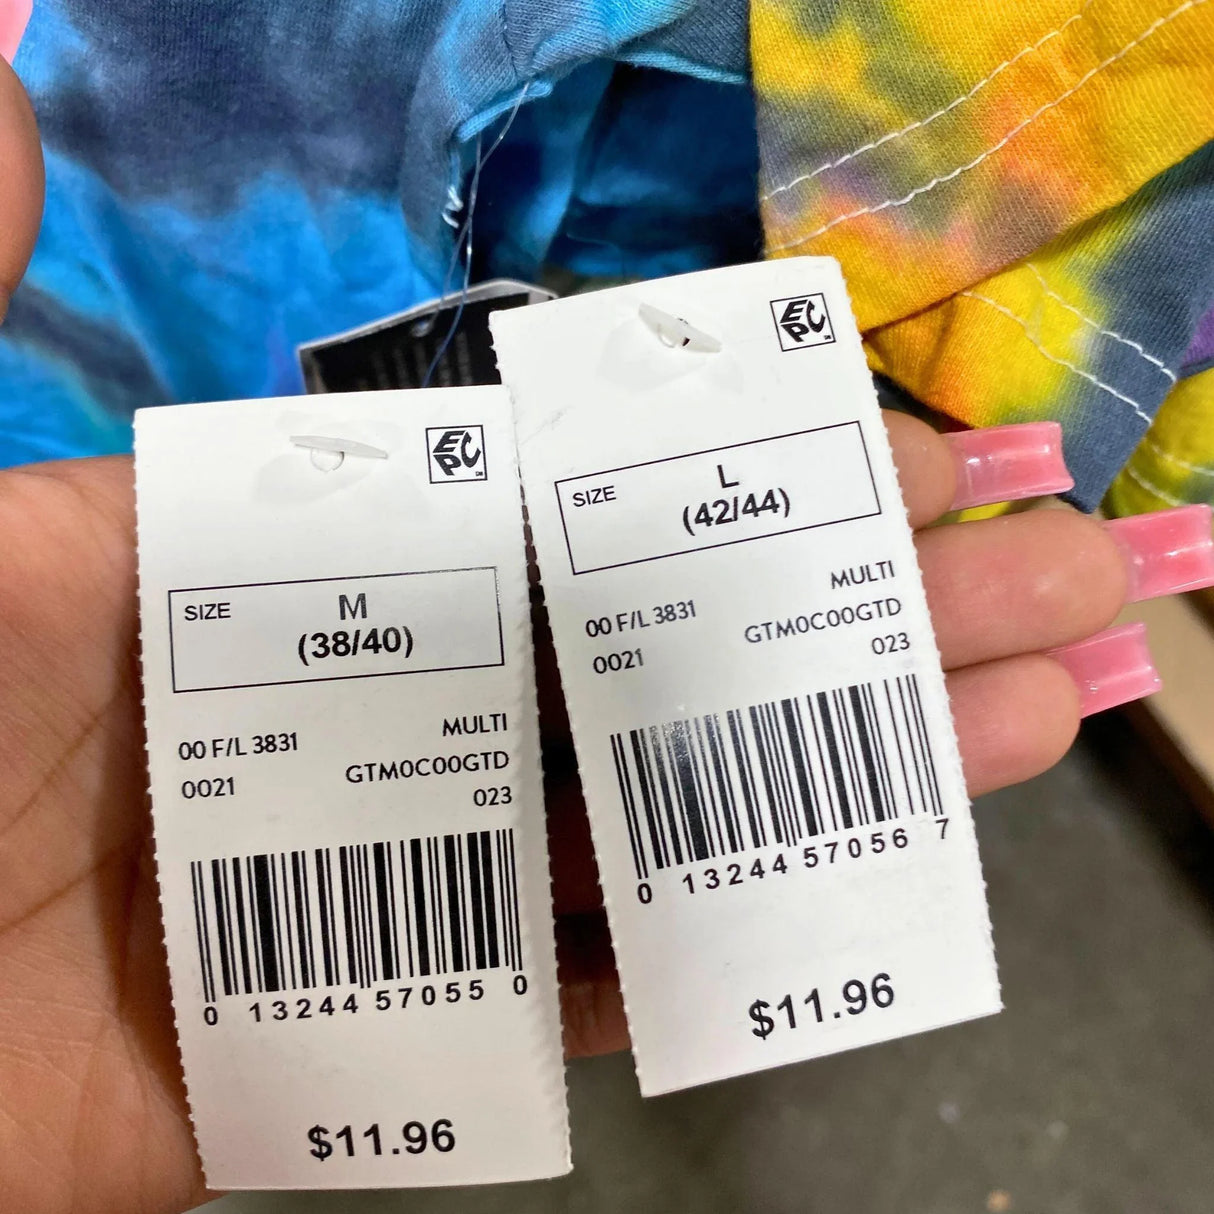 EPC
SIZE
M
(38/40)
00 F/L 3831
MULTI
0021
GTM0C00GTD
023
0 13244 57055 0
$11.96
EPC
SIZE
L
(42/44)
00 F/L 3831
MULTI
0021
GTM0C00GTD
023
0 13244 57056 7
$11.96